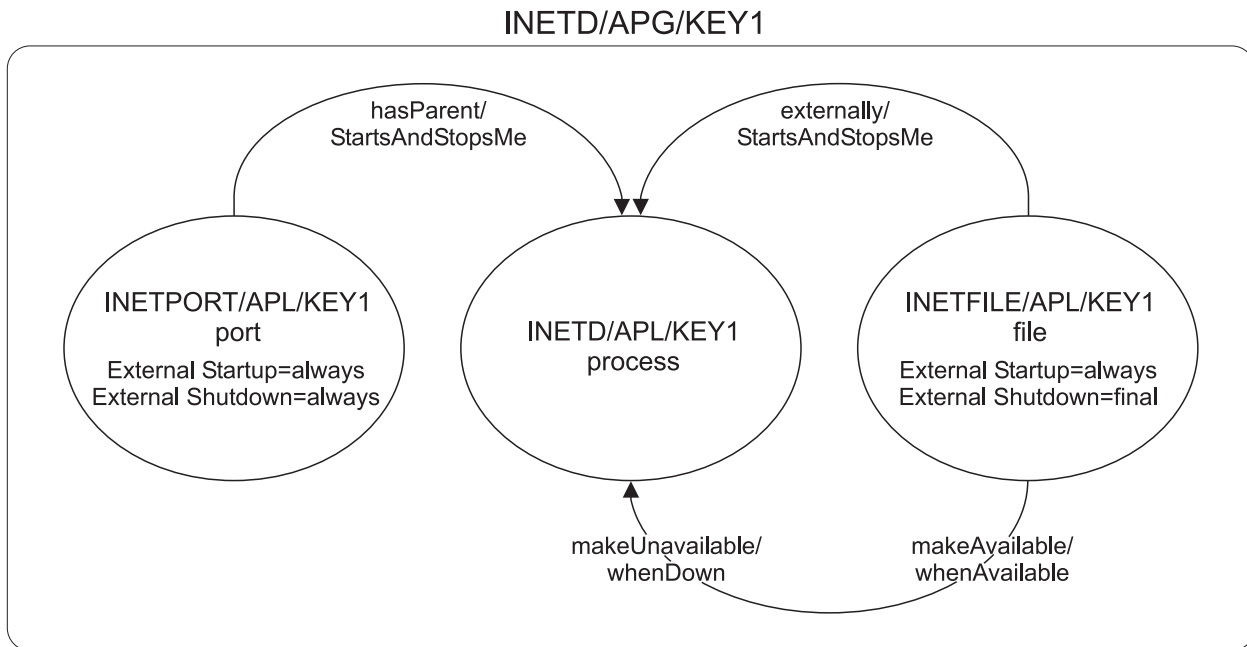 INETD/APG/KEY1
hasParent/
StartsAndStopsMe
externally/
StartsAndStopsMe
INETPORT/APL/KEY1
port
External Startup=always
External Shutdown=always
INETD/APL/KEY1
process
INETFILE/APL/KEY1
file
External Startup=always
External Shutdown=final
makeUnavailable/
whenDown
makeAvailable/
whenAvailable